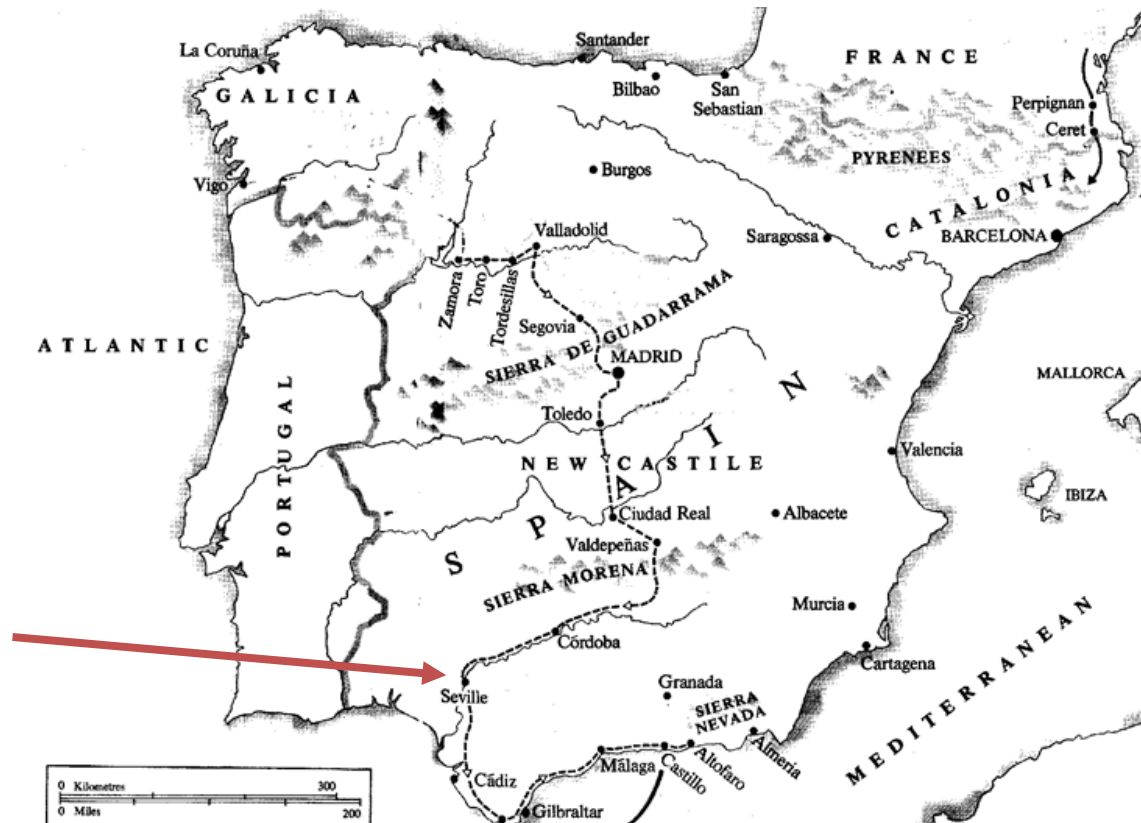 Santander
La Coruña
FRANCE
GALICIA
Bilbao
San
Sebastian
Perpignan
Ceret
PYRENEES
Burgos
Vigo
CATALONIA
Valladolid
Saragossa
BARCELONA
Zamora
Toro
Tordesillas
Segovia
SIERRA DE GUADARRAMA
ATLANTIC
MADRID
MALLORCA
Toledo
PORTUGAL
Valencia
NEW CASTILE
IBIZA
SPAIN
Ciudad Real
Albacete
Valdepeñas
SIERRA MORENA
Murcia
Córdoba
Cartagena
MEDITERRANEAN
Seville
Granada
SIERRA
NEVADA
Almeria
Altofaro
Castillo
Málaga
Cádiz
Gilbraltar
0 Kilometres 300
0 Miles 200